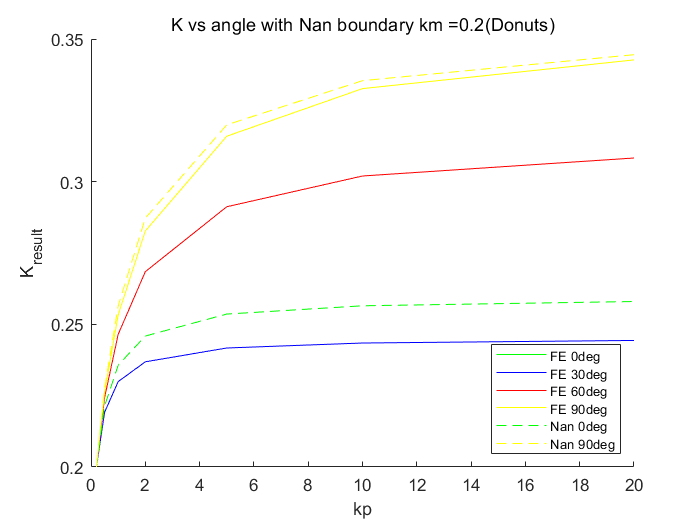 K vs angle with Nan boundary km =0.2(Donuts)
0.35
0.3
0.25
0.2
K_result
0 2 4 6 8 10 12 14 16 18 20
kp
FE 0deg
FE 30deg
FE 60deg
FE 90deg
Nan 0deg
Nan 90deg